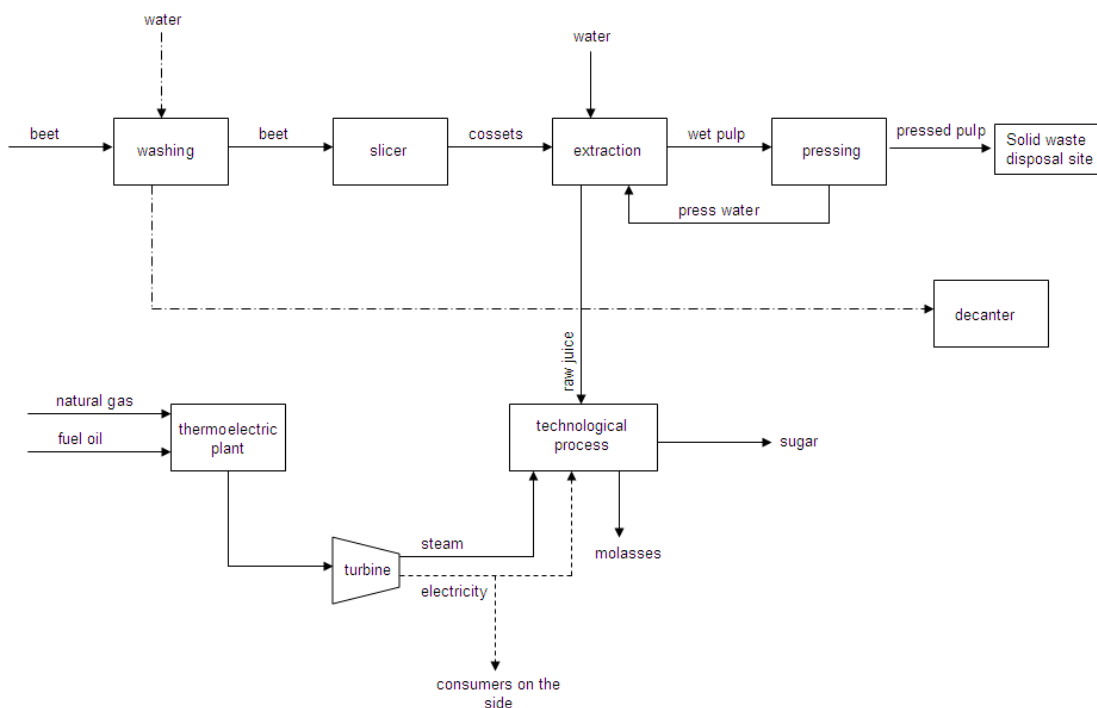 water
water
beet
beet
cossets
wet pulp
pressed pulp
washing
slicer
extraction
pressing
Solid waste
disposal site
press water
decanter
raw juice
natural gas
fuel oil
thermoelectric
plant
technological
process
sugar
steam
molasses
turbine
electricity
consumers on the
side